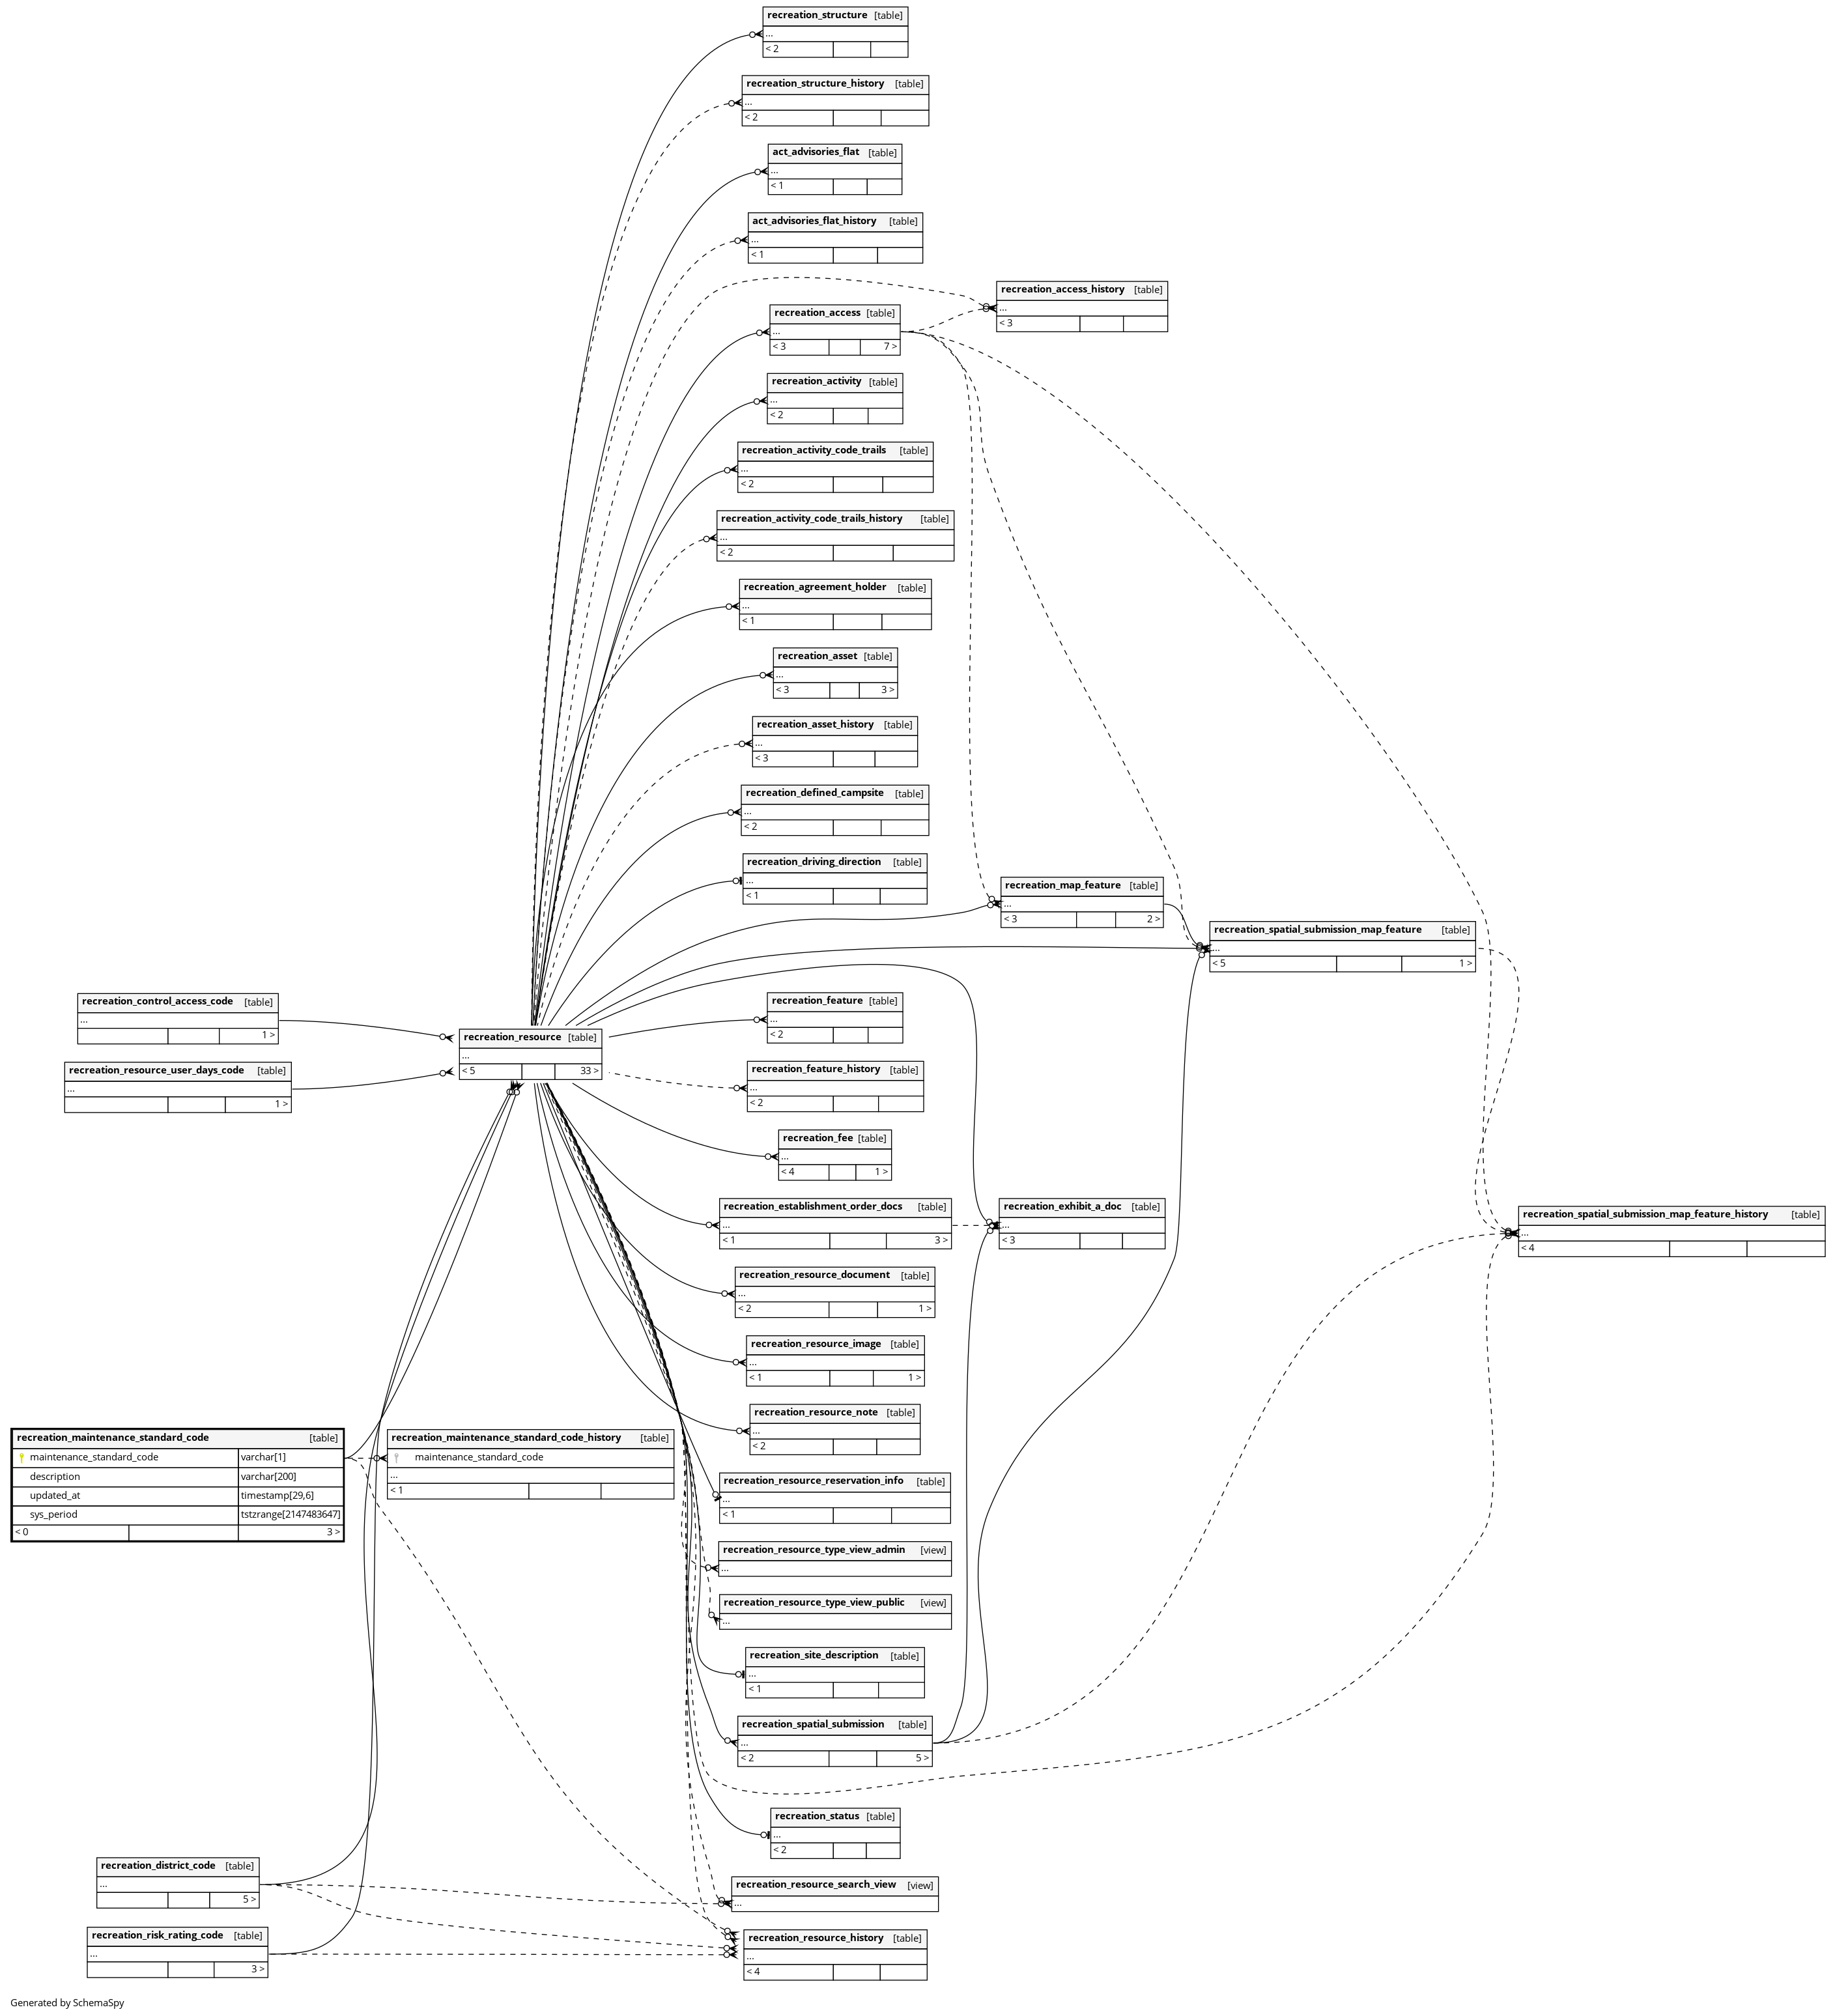 recreation_structure [table]
...
< 2
recreation_structure_history [table]
...
< 2
act_advisories_flat [table]
...
< 1
act_advisories_flat_history [table]
...
< 1
recreation_access_history [table]
...
< 3
recreation_access [table]
...
< 3 7 >
recreation_activity [table]
...
< 2
recreation_activity_code_trails [table]
...
< 2
recreation_activity_code_trails_history [table]
...
< 2
recreation_agreement_holder [table]
...
< 1
recreation_asset [table]
...
< 3 3 >
recreation_asset_history [table]
...
< 3
recreation_defined_campsite [table]
...
< 2
recreation_driving_direction [table]
...
< 1
recreation_map_feature [table]
...
< 3 2 >
recreation_spatial_submission_map_feature [table]
...
< 5 1 >
recreation_control_access_code [table]
...
1 >
recreation_resource_user_days_code [table]
...
1 >
recreation_resource [table]
...
< 5 33 >
recreation_feature [table]
...
< 2
recreation_feature_history [table]
...
< 2
recreation_fee [table]
...
< 4 1 >
recreation_establishment_order_docs [table]
...
< 1 3 >
recreation_exhibit_a_doc [table]
...
< 3
recreation_spatial_submission_map_feature_history [table]
...
< 4
recreation_resource_document [table]
...
< 2 1 >
recreation_resource_image [table]
...
< 1 1 >
recreation_resource_note [table]
...
< 2
recreation_maintenance_standard_code [table]
maintenance_standard_code varchar[1]
description varchar[200]
updated_at timestamp[29,6]
sys_period tstzrange[2147483647]
< 0 3 >
recreation_maintenance_standard_code_history [table]
maintenance_standard_code
...
< 1
recreation_resource_reservation_info [table]
...
< 1
recreation_resource_type_view_admin [view]
...
recreation_resource_type_view_public [view]
...
recreation_site_description [table]
...
< 1
recreation_spatial_submission [table]
...
< 2 5 >
recreation_status [table]
...
< 2
recreation_district_code [table]
...
5 >
recreation_resource_search_view [view]
...
recreation_risk_rating_code [table]
...
3 >
recreation_resource_history [table]
...
< 4
Generated by SchemaSpy